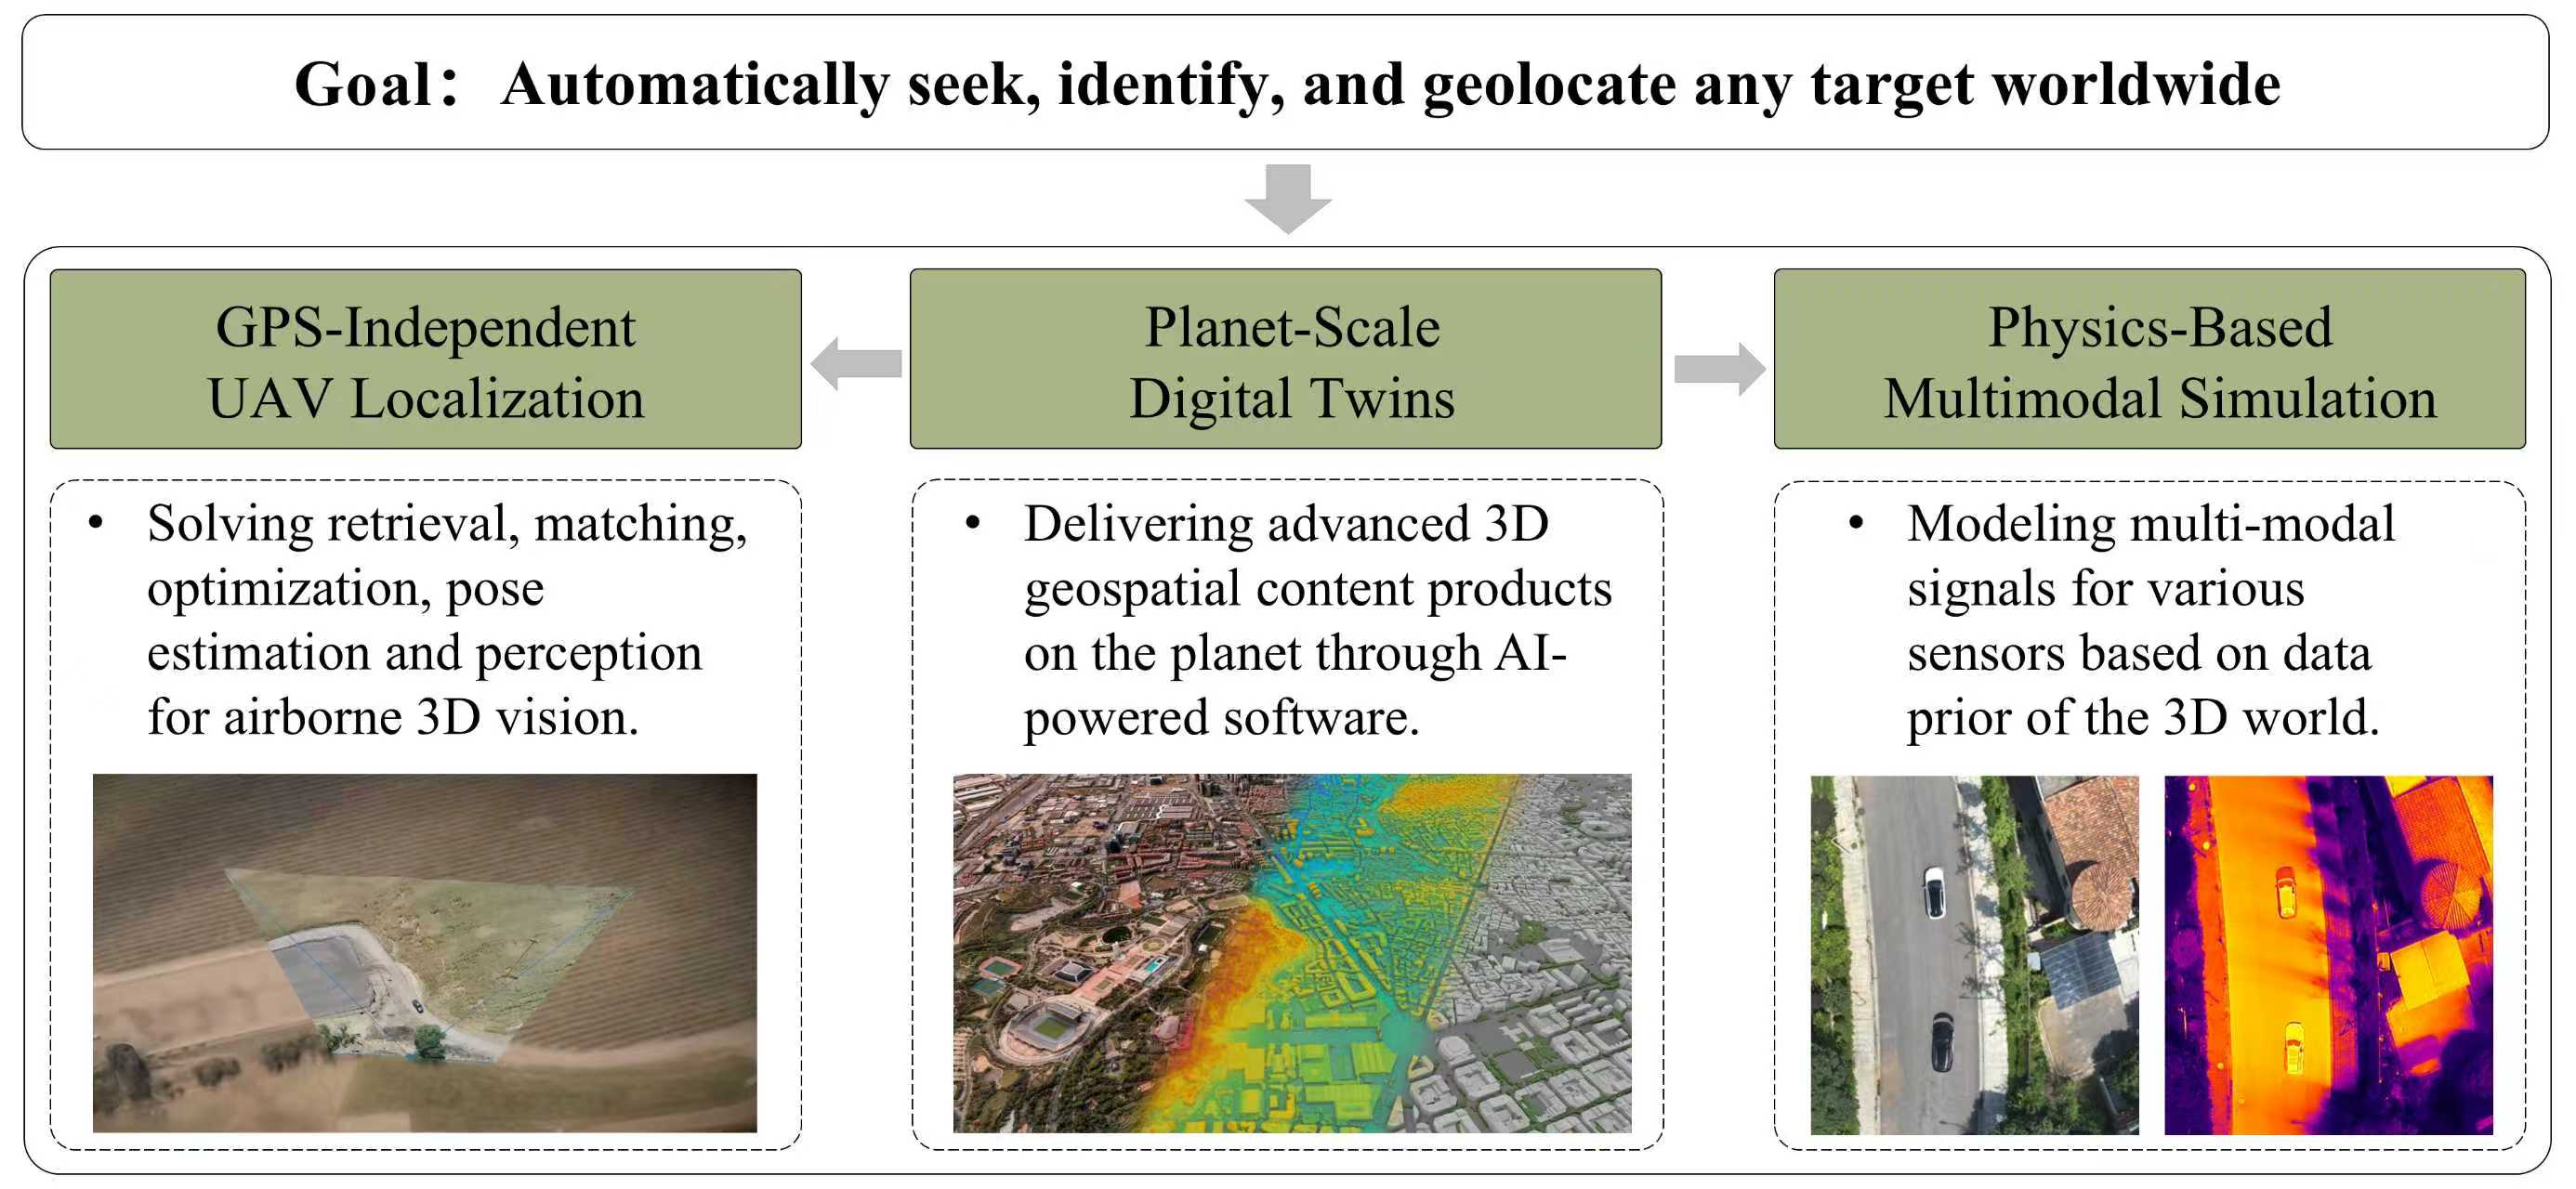 Goal： Automatically seek, identify, and geolocate any target worldwide
GPS-Independent
UAV Localization
Planet-Scale
Digital Twins
Physics-Based
Multimodal Simulation
• Solving retrieval, matching,
optimization, pose
estimation and perception
for airborne 3D vision.
• Delivering advanced 3D
geospatial content products
on the planet through AI-
powered software.
• Modeling multi-modal
signals for various
sensors based on data
prior of the 3D world.